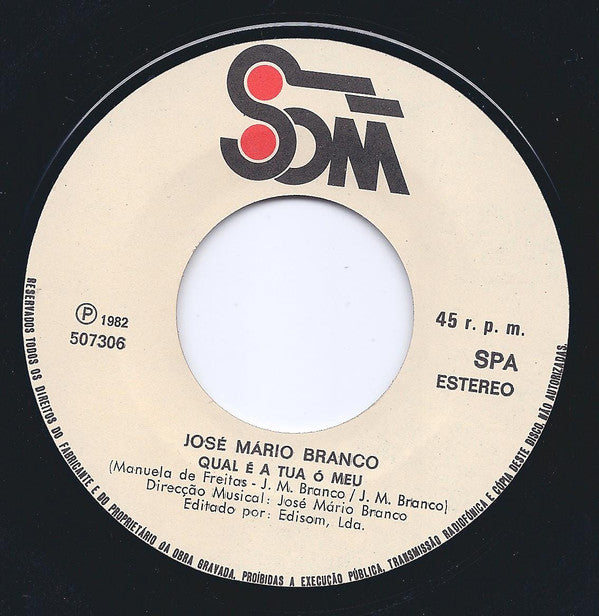 SOM
℗ 1982
507306
45 r. p. m.
SPA
ESTEREO
JOSÉ MÁRIO BRANCO
QUAL É A TUA Ó MEU
(Manuela de Freitas - J. M. Branco / J. M. Branco)
Direcção Musical: José Mário Branco
Editado por: Edisom, Lda.
RESERVADOS TODOS OS DIREITOS DO FABRICANTE E DO PROPRIETÁRIO DA OBRA GRAVADA. PROÍBIDAS A EXECUÇÃO PÚBLICA, TRANSMISSÃO RADIOFÓNICA E CÓPIA DESTE DISCO, NÃO AUTORIZADAS.